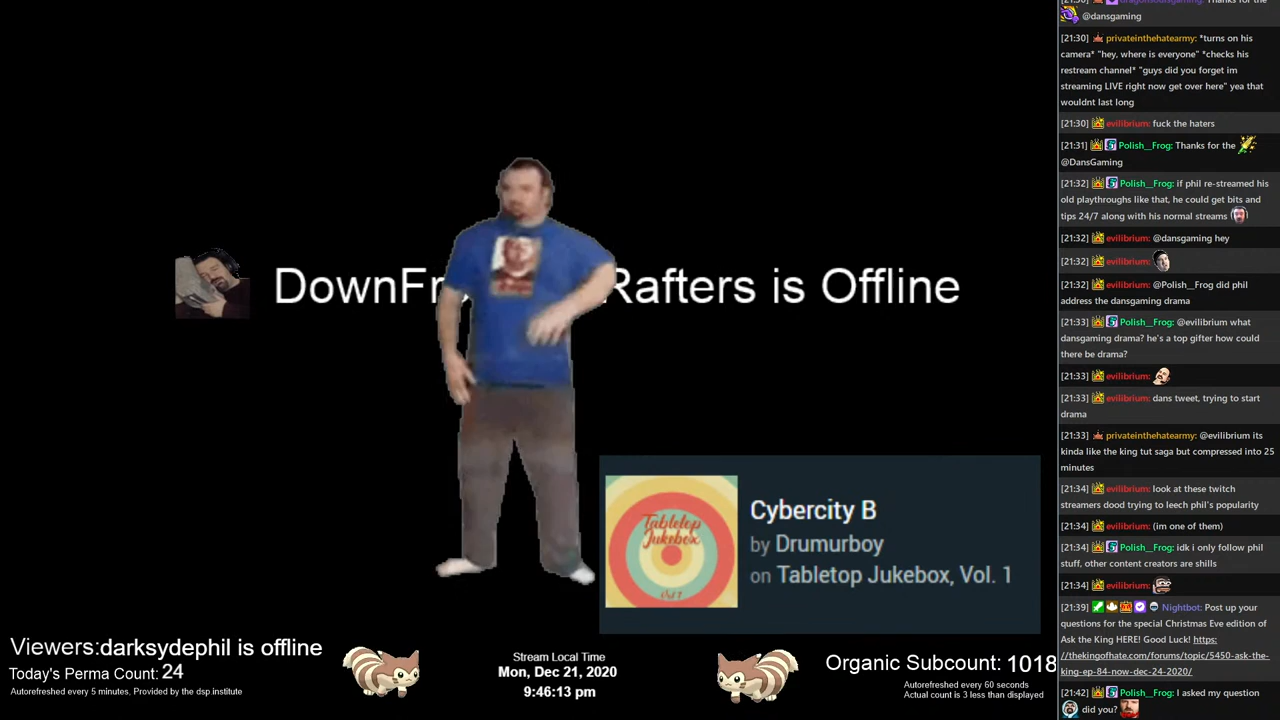 DownFr Rafters is Offline
Tabletop
Jukebox
Vol 1
Cybercity B
by Drumurboy
on Tabletop Jukebox, Vol. 1
Viewers:darksydephil is offline
Today's Perma Count: 24
Autorefreshed every 5 minutes, Provided by the dsp institute
Stream Local Time
Mon, Dec 21, 2020
9:46:13 pm
Organic Subcount: 1018
Autorefreshed every 60 seconds
Actual count is 3 less than displayed
@dansgaming
[21:30] privateinthehatearmy: *turns on his
camera* "hey, where is everyone" *checks his
restream channel* "guys did you forget im
streaming LIVE right now get over here" yea that
wouldnt last long
[21:30] evilibrium: fuck the haters
[21:31] Polish__Frog: Thanks for the
@DansGaming
[21:32] Polish__Frog: if phil re-streamed his
old playthroughs like that, he could get bits and
tips 24/7 along with his normal streams
[21:32] evilibrium: @dansgaming hey
[21:32] evilibrium:
[21:32] evilibrium: @Polish__Frog did phil
address the dansgaming drama
[21:33] Polish__Frog: @evilibrium what
dansgaming drama? he's a top gifter how could
there be drama?
[21:33] evilibrium:
[21:33] evilibrium: dans tweet, trying to start
drama
[21:33] privateinthehatearmy: @evilibrium its
kinda like the king tut saga but compressed into 25
minutes
[21:34] evilibrium: look at these twitch
streamers dood trying to leech phil's popularity
[21:34] evilibrium: (im one of them)
[21:34] Polish__Frog: idk i only follow phil
stuff, other content creators are shills
[21:34] evilibrium:
[21:39] Nightbot: Post up your
questions for the special Christmas Eve edition of
Ask the King HERE! Good Luck! https:
//thekingofhate.com/forums/topic/5450-ask-the-
king-ep-84-now-dec-24-2020/
[21:42] Polish__Frog: I asked my question
did you?